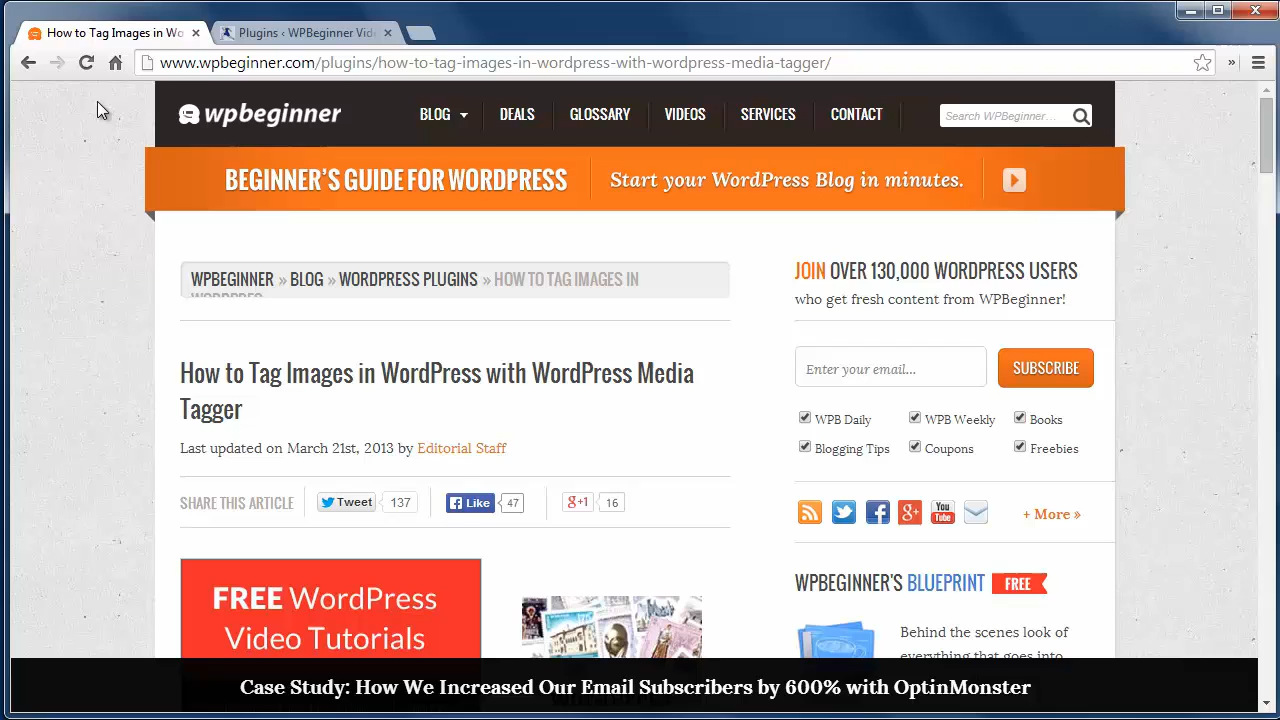 How to Tag Images in Wo
Plugins ‹ WPBeginner Vid
www.wpbeginner.com/plugins/how-to-tag-images-in-wordpress-with-wordpress-media-tagger/
wpbeginner
BLOG DEALS GLOSSARY VIDEOS SERVICES CONTACT
Search WPBeginner...
BEGINNER'S GUIDE FOR WORDPRESS
Start your WordPress Blog in minutes.
WPBEGINNER » BLOG » WORDPRESS PLUGINS » HOW TO TAG IMAGES IN
How to Tag Images in WordPress with WordPress Media
Tagger
Last updated on March 21st, 2013 by Editorial Staff
SHARE THIS ARTICLE
Tweet 137
Like 47
g+1 16
FREE WordPress
Video Tutorials
JOIN OVER 130,000 WORDPRESS USERS
who get fresh content from WPBeginner!
Enter your email...
SUBSCRIBE
WPB Daily WPB Weekly Books
Blogging Tips Coupons Freebies
You
Tube
+ More »
WPBEGINNER'S BLUEPRINT FREE
Behind the scenes look of
everything that goes into
Case Study: How We Increased Our Email Subscribers by 600% with OptinMonster